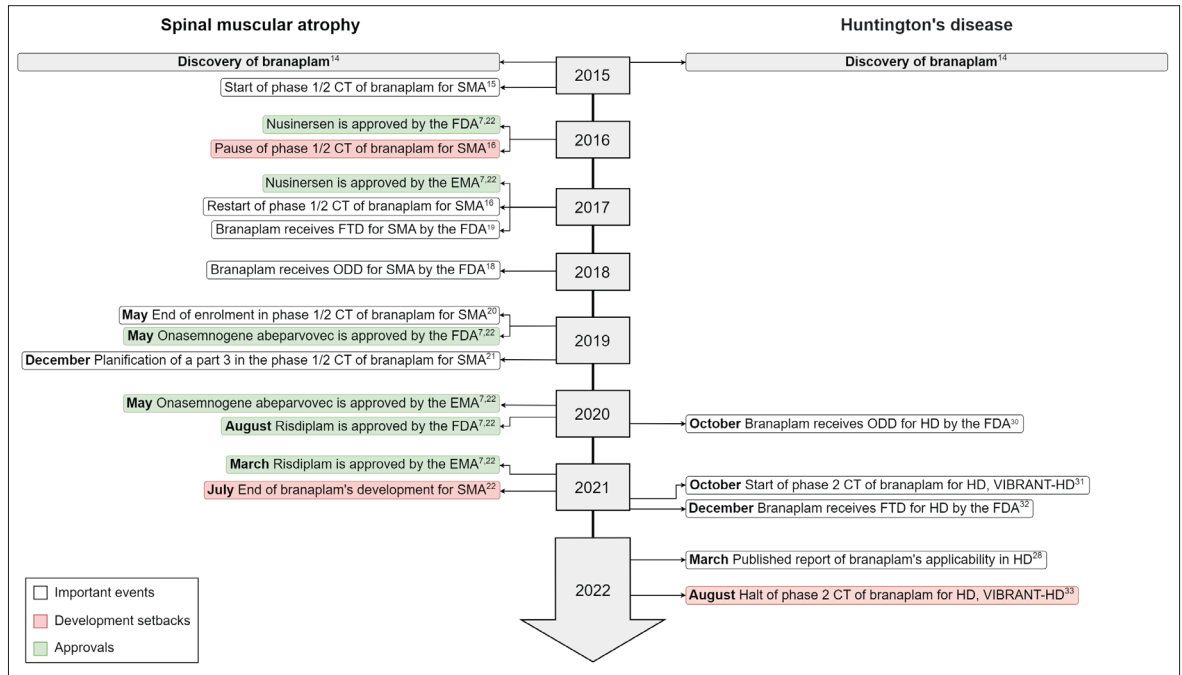 Spinal muscular atrophy
Huntington's disease
Discovery of branaplam14
2015
Discovery of branaplam14
Start of phase 1/2 CT of branaplam for SMA15
Nusinersen is approved by the FDA7,22
2016
Pause of phase 1/2 CT of branaplam for SMA16
Nusinersen is approved by the EMA7,22
Restart of phase 1/2 CT of branaplam for SMA16
2017
Branaplam receives FTD for SMA by the FDA19
Branaplam receives ODD for SMA by the FDA18
2018
May End of enrolment in phase 1/2 CT of branaplam for SMA20
May Onasemnogene abeparvovec is approved by the FDA7,22
2019
December Planification of a part 3 in the phase 1/2 CT of branaplam for SMA21
May Onasemnogene abeparvovec is approved by the EMA7,22
2020
August Risdiplam is approved by the FDA7,22
October Branaplam receives ODD for HD by the FDA30
March Risdiplam is approved by the EMA7,22
2021
July End of branaplam's development for SMA22
October Start of phase 2 CT of branaplam for HD, VIBRANT-HD31
December Branaplam receives FTD for HD by the FDA32
March Published report of branaplam's applicability in HD28
2022
August Halt of phase 2 CT of branaplam for HD, VIBRANT-HD33
Important events
Development setbacks
Approvals